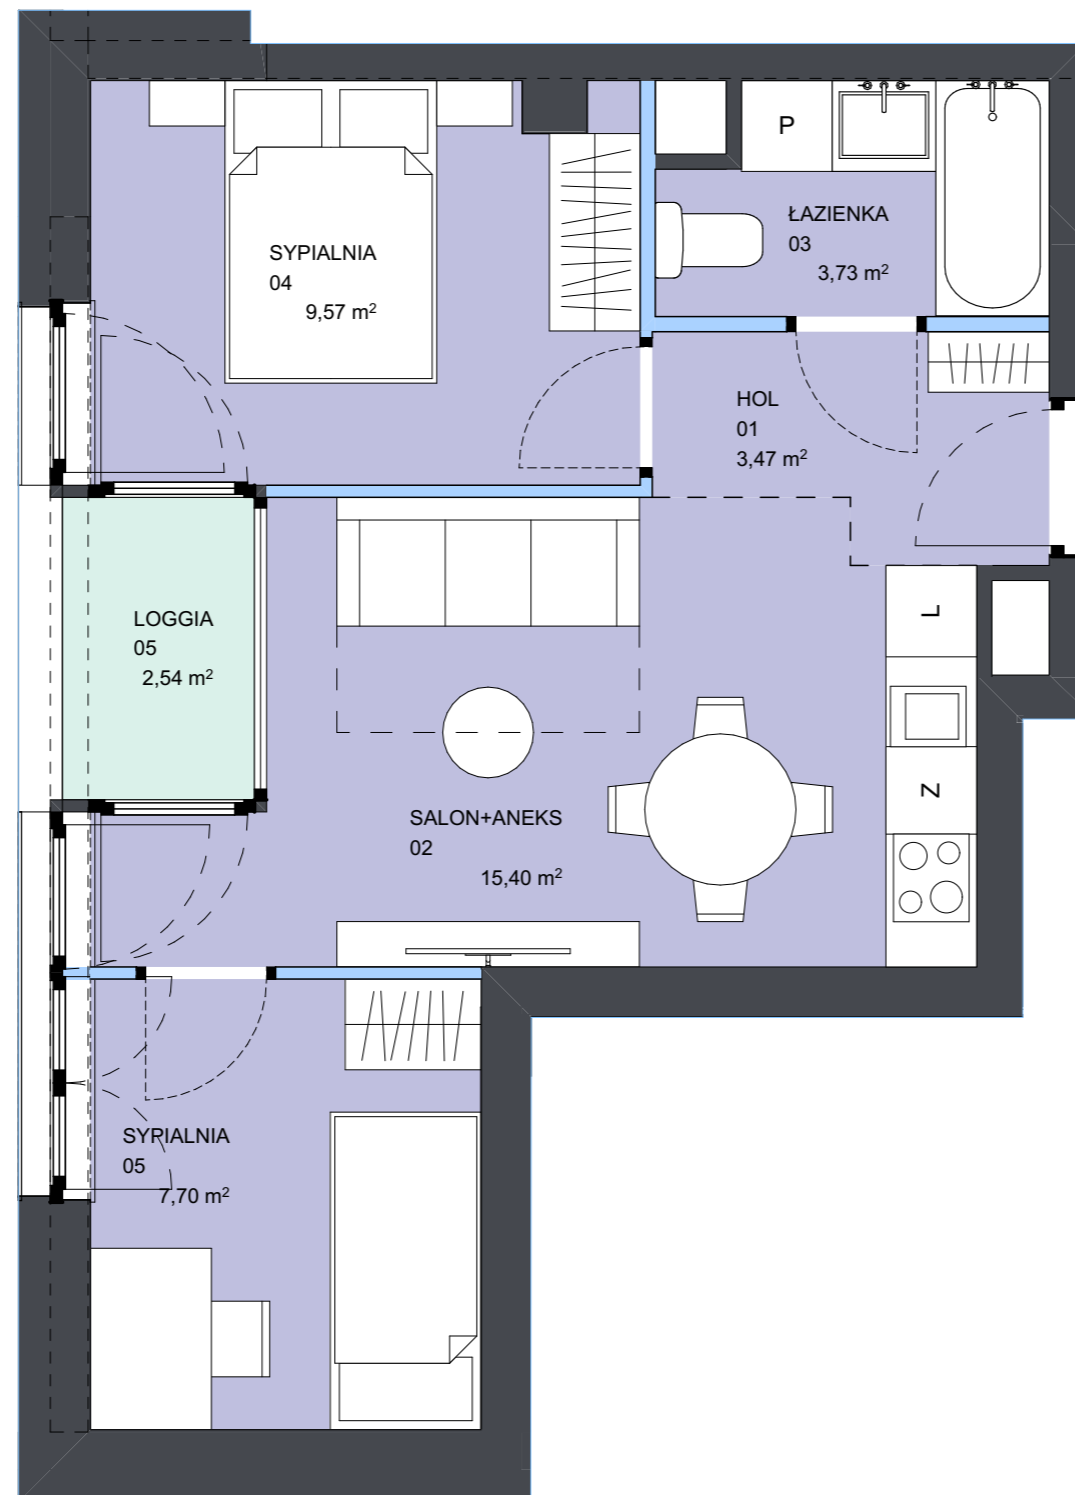 SYPIALNIA
04
9,57 m²
P
ŁAZIENKA
03
3,73 m²
HOL
01
3,47 m²
LOGGIA
05
2,54 m²
L
Z
SALON+ANEKS
02
15,40 m²
SYPIALNIA
05
7,70 m²